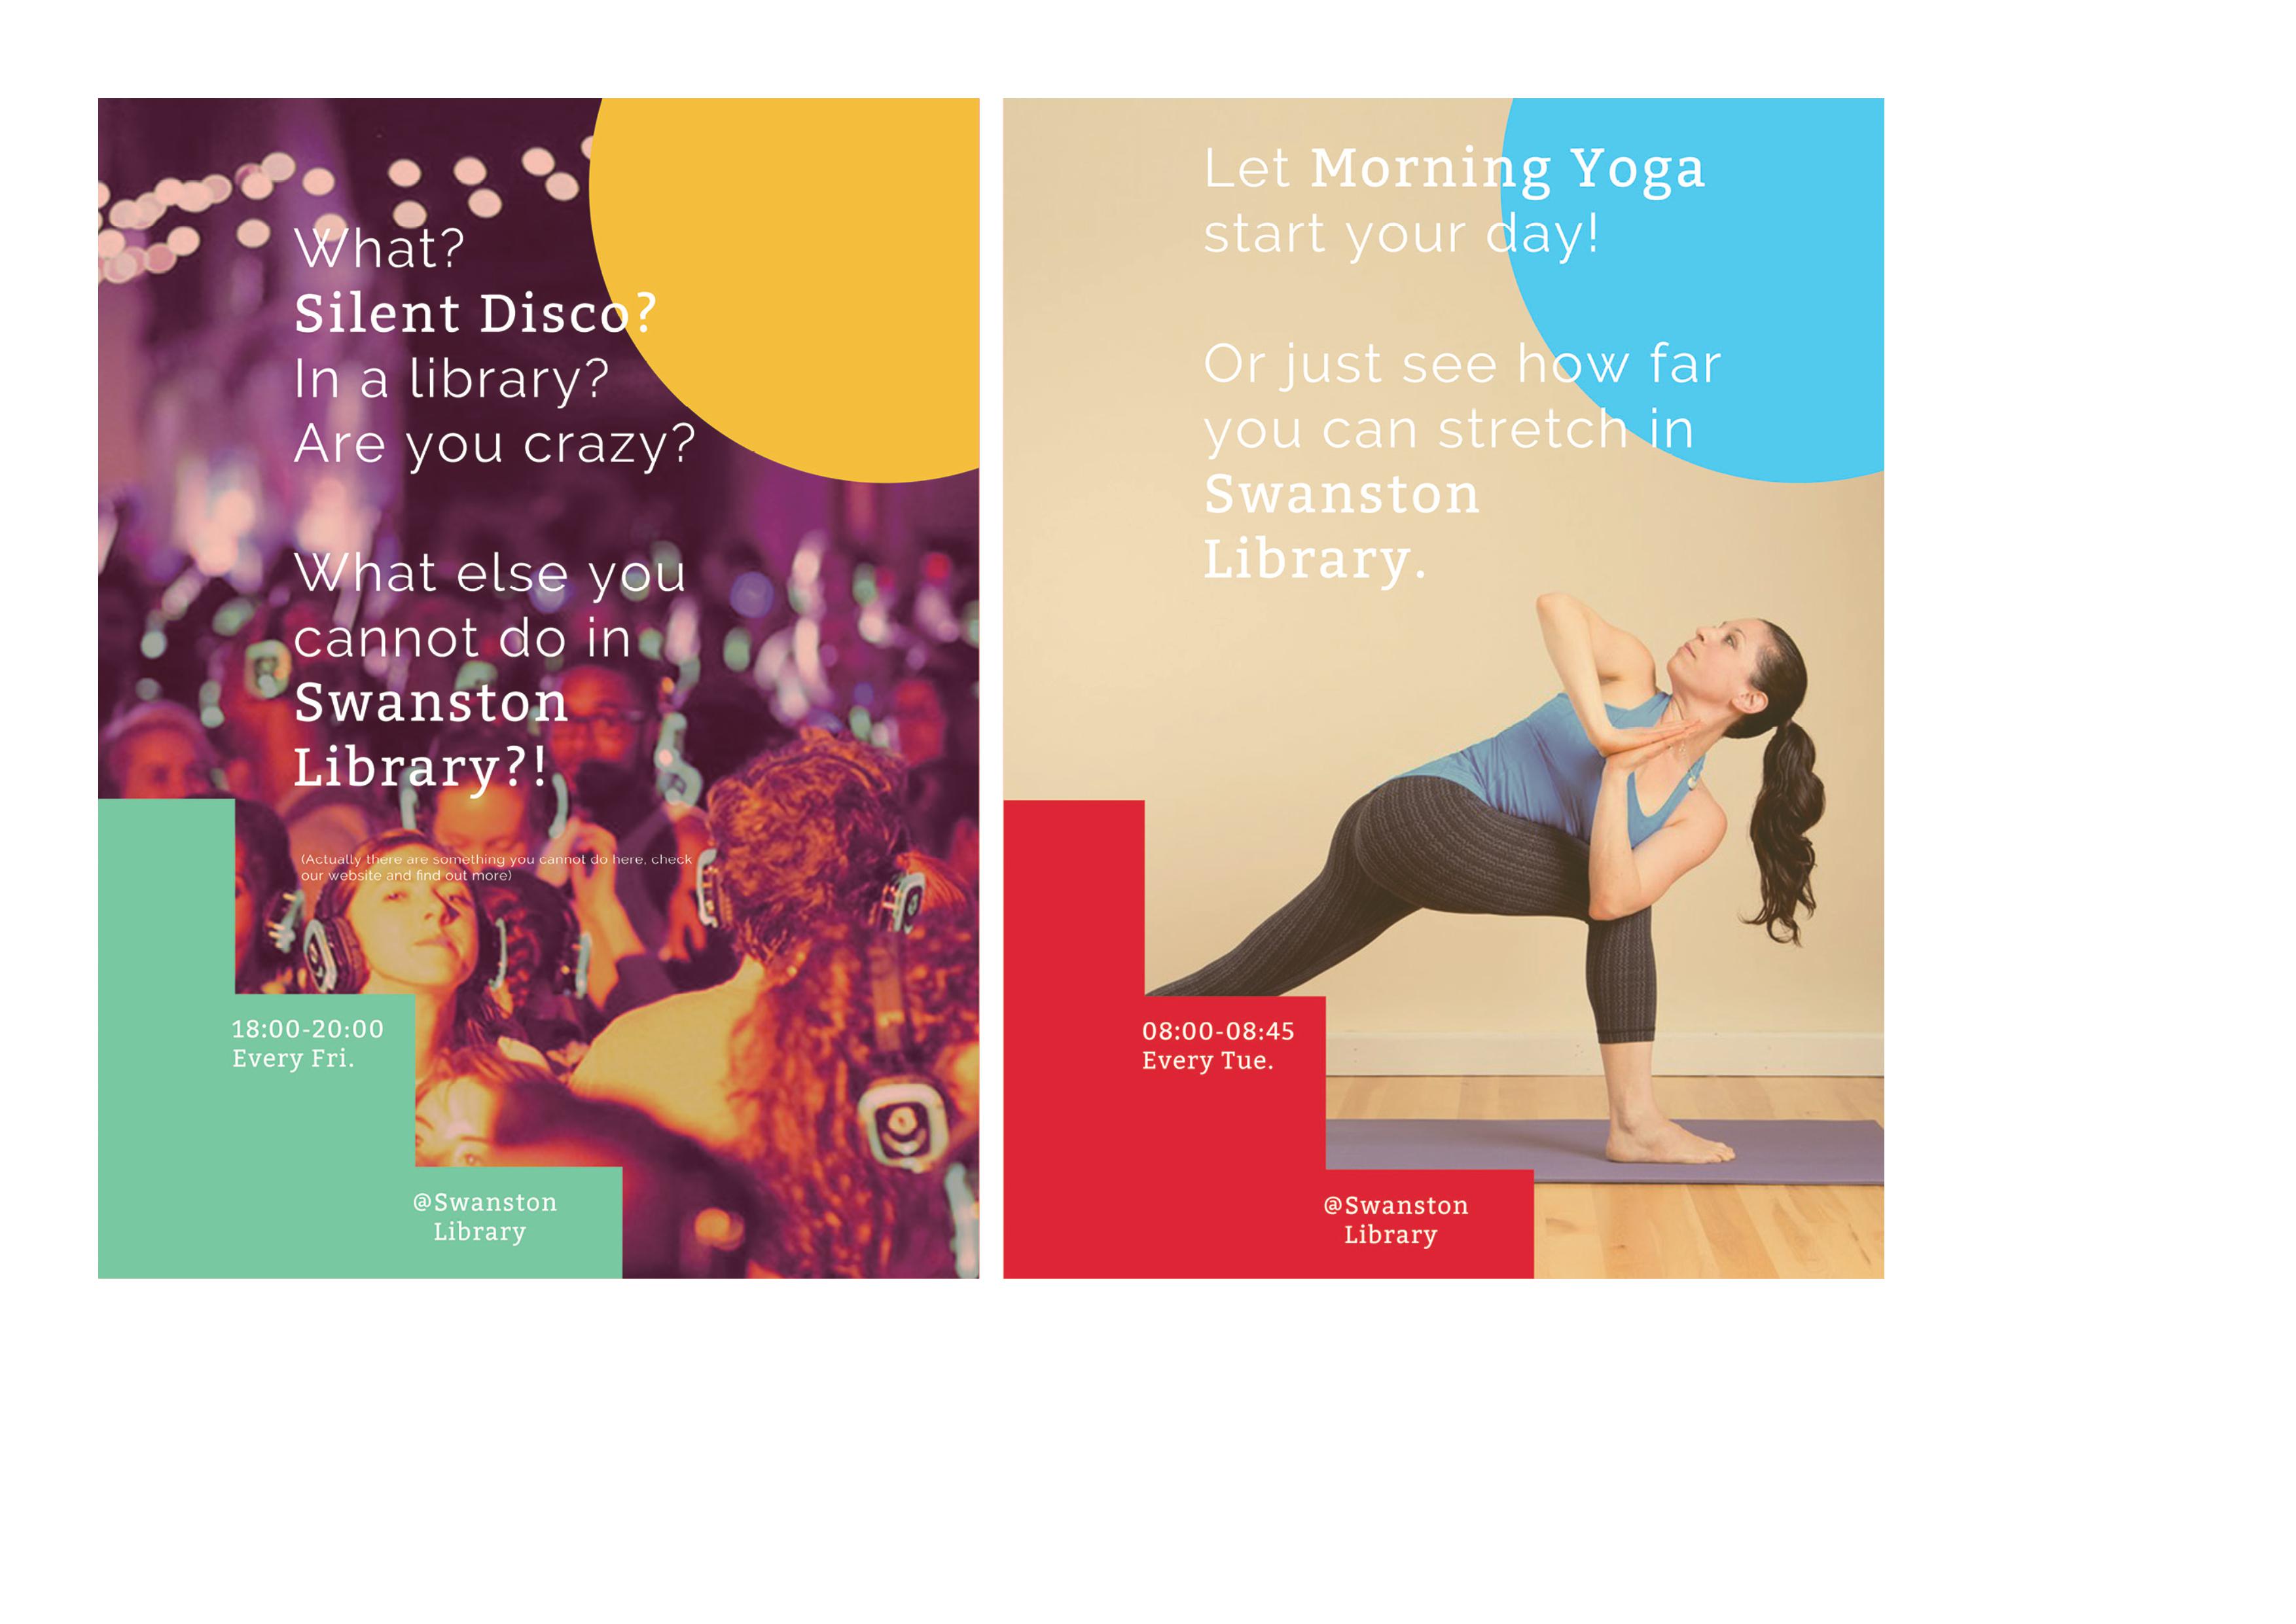 What?
Silent Disco?
In a library?
Are you crazy?
What else you
cannot do in
Swanston
Library?!
(Actually there are something you cannot do here, check
our website and find out more)
18:00-20:00
Every Fri.
@Swanston
Library
Let Morning Yoga
start your day!
Or just see how far
you can stretch in
Swanston
Library.
08:00-08:45
Every Tue.
@Swanston
Library